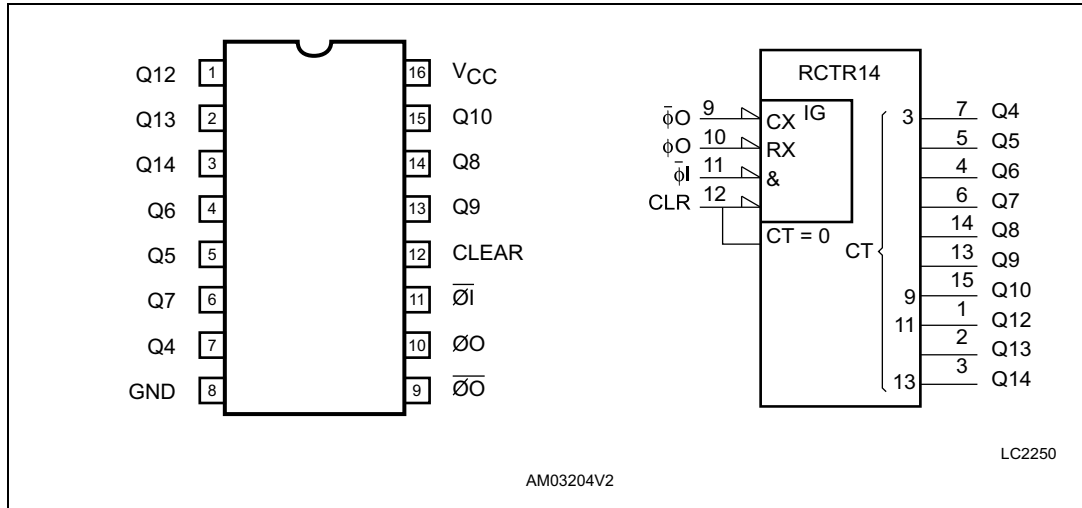 Q12 1 16 VCC
Q13 2 15 Q10
Q14 3 14 Q8
Q6 4 13 Q9
Q5 5 12 CLEAR
Q7 6 11 ØI
Q4 7 10 ØO
GND 8 9 ØO
RCTR14
IG
ϕ̅O 9 CX
ϕO 10 RX
ϕ̅I 11 &
CLR 12
CT = 0
CT
3 7 Q4
5 Q5
4 Q6
6 Q7
14 Q8
13 Q9
9 15 Q10
11 1 Q12
2 Q13
13 3 Q14
LC2250
AM03204V2